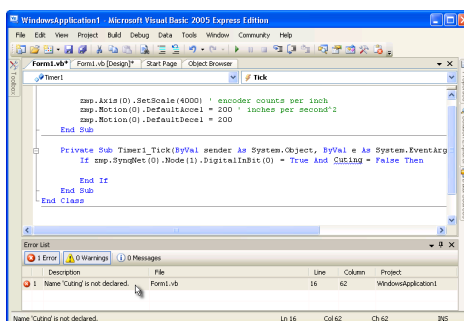 WindowsApplication1 - Microsoft Visual Basic 2005 Express Edition
File Edit View Project Build Debug Data Tools Window Community Help
Form1.vb* Form1.vb [Design]* Start Page Object Browser
Toolbox
Timer1 Tick
zmp.Axis(0).SetScale(4000) ' encoder counts per inch
zmp.Motion(0).DefaultAccel = 200 ' inches per second^2
zmp.Motion(0).DefaultDecel = 200
End Sub
Private Sub Timer1_Tick(ByVal sender As System.Object, ByVal e As System.EventArg
If zmp.SynqNet(0).Node(1).DigitalInBit(0) = True And Cuting = False Then
End If
End Sub
End Class
Error List
1 Error 0 Warnings 0 Messages
Description File Line Column Project
1 Name 'Cuting' is not declared. Form1.vb 16 62 WindowsApplication1
Name 'Cuting' is not declared. Ln 16 Col 62 Ch 62 INS